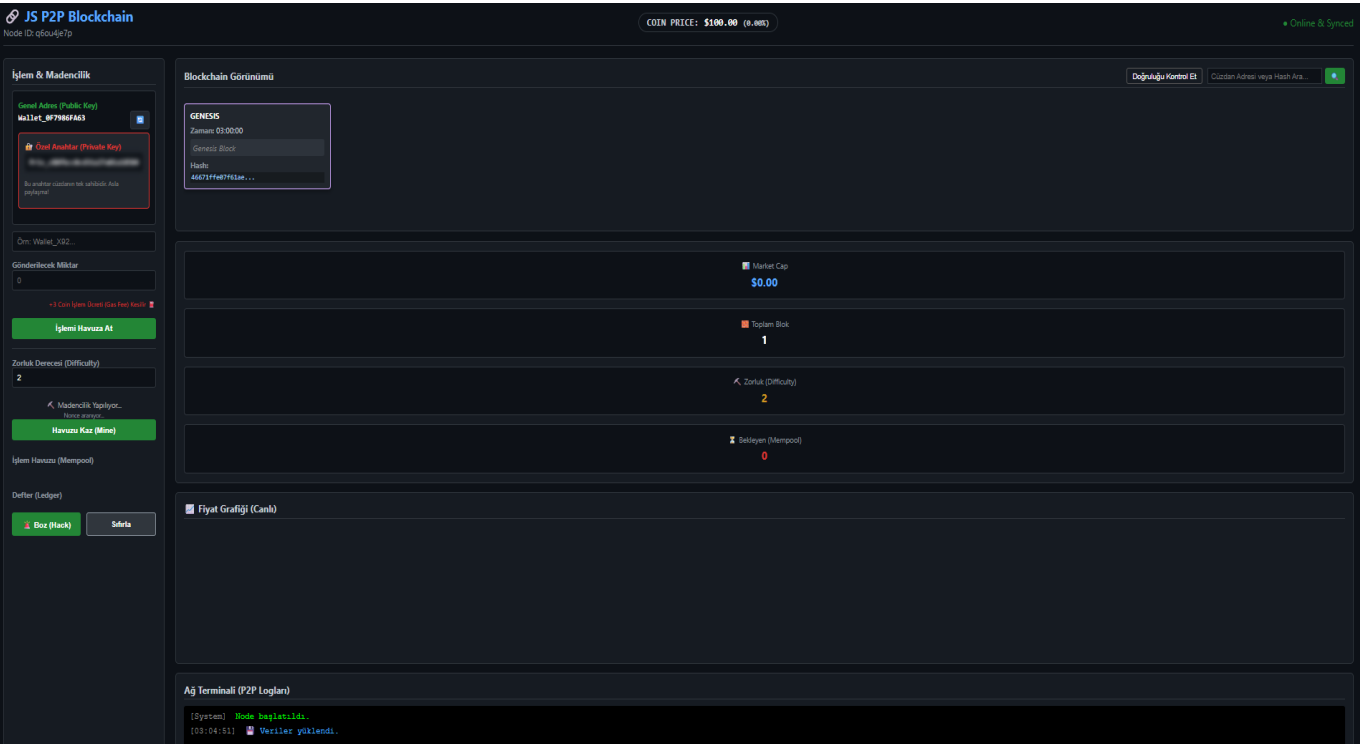 JS P2P Blockchain
Node ID: q6ou4je7p
COIN PRICE: $100.00 (0.00%)
● Online & Synced
İşlem & Madencilik
Genel Adres (Public Key)
Wallet_0F7986FA63
Özel Anahtar (Private Key)
Bu anahtar cüzdanın tek sahibidir. Asla
paylaşma!
Örn: Wallet_X92...
Gönderilecek Miktar
0
+3 Coin İşlem Ücreti (Gas Fee) Kesilir
İşlemi Havuza At
Zorluk Derecesi (Difficulty)
2
Madencilik Yapılıyor...
Nonce aranıyor...
Havuzu Kaz (Mine)
İşlem Havuzu (Mempool)
Defter (Ledger)
Boz (Hack)
Sıfırla
Blockchain Görünümü
Doğruluğu Kontrol Et
Cüzdan Adresi veya Hash Ara...
GENESIS
Zaman: 03:00:00
Genesis Block
Hash:
46671ffe07f61ae...
Market Cap
$0.00
Toplam Blok
1
Zorluk (Difficulty)
2
Bekleyen (Mempool)
0
Fiyat Grafiği (Canlı)
Ağ Terminali (P2P Logları)
[System] Node başlatıldı.
[03:04:51] Veriler yüklendi.